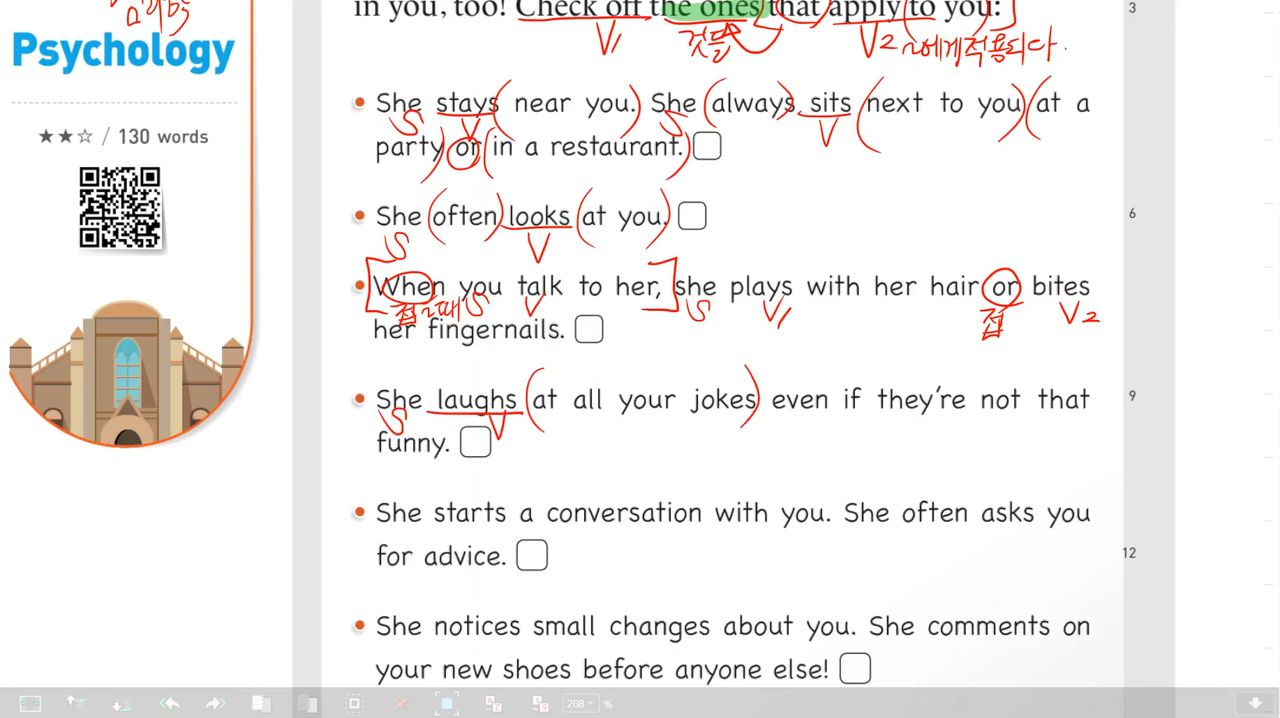 in you, too! Check off the ones that apply to you:
3
V1
것들
V2 ~에게 적용되다.
Psychology
★★☆ / 130 words
• She stays near you. She always sits next to you at a
S V S V
party or in a restaurant. □
• She often looks at you. □
6
S V
• When you talk to her, she plays with her hair or bites
접 ~때 S V S V1 접 V2
her fingernails. □
• She laughs at all your jokes even if they're not that
9
S V
funny. □
• She starts a conversation with you. She often asks you
for advice. □
12
• She notices small changes about you. She comments on
your new shoes before anyone else! □
208 %